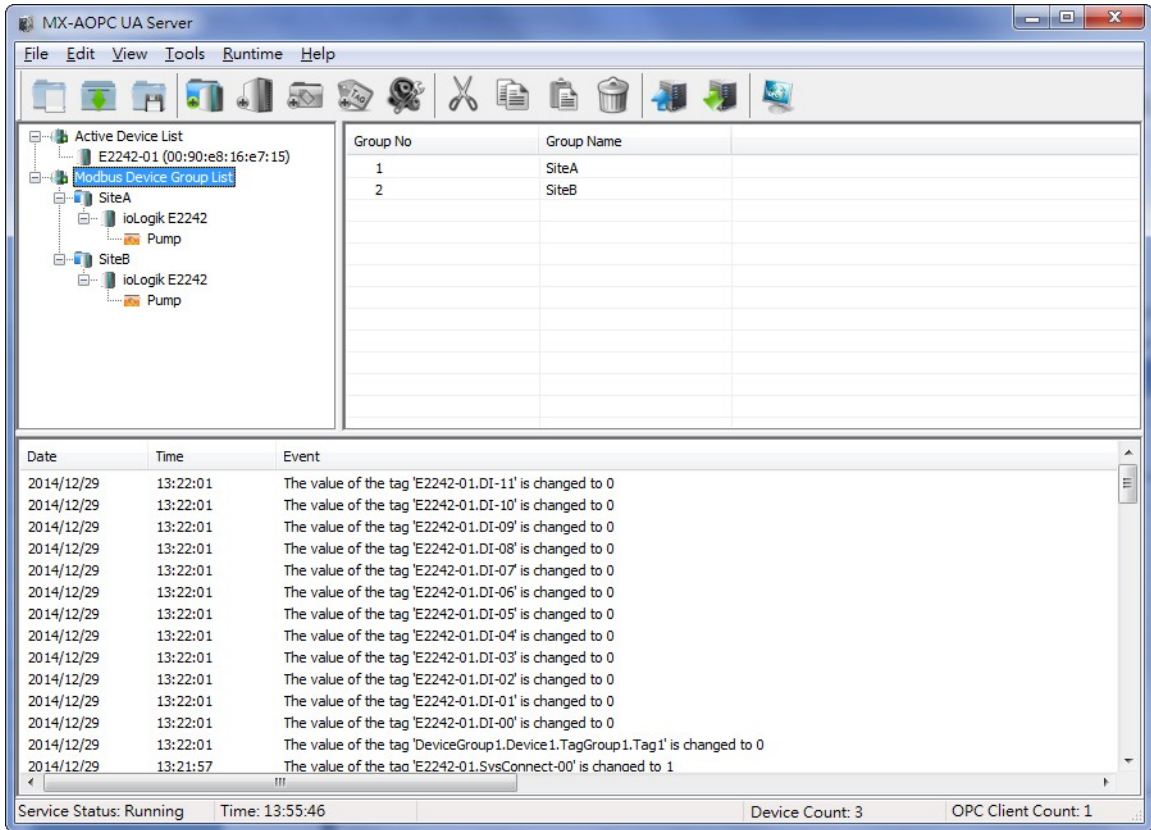 MX-AOPC UA Server
File Edit View Tools Runtime Help
TAG
Active Device List
E2242-01 (00:90:e8:16:e7:15)
Modbus Device Group List
SiteA
ioLogik E2242
Pump
SiteB
ioLogik E2242
Pump
Group No Group Name
1 SiteA
2 SiteB
Date Time Event
2014/12/29 13:22:01 The value of the tag 'E2242-01.DI-11' is changed to 0
2014/12/29 13:22:01 The value of the tag 'E2242-01.DI-10' is changed to 0
2014/12/29 13:22:01 The value of the tag 'E2242-01.DI-09' is changed to 0
2014/12/29 13:22:01 The value of the tag 'E2242-01.DI-08' is changed to 0
2014/12/29 13:22:01 The value of the tag 'E2242-01.DI-07' is changed to 0
2014/12/29 13:22:01 The value of the tag 'E2242-01.DI-06' is changed to 0
2014/12/29 13:22:01 The value of the tag 'E2242-01.DI-05' is changed to 0
2014/12/29 13:22:01 The value of the tag 'E2242-01.DI-04' is changed to 0
2014/12/29 13:22:01 The value of the tag 'E2242-01.DI-03' is changed to 0
2014/12/29 13:22:01 The value of the tag 'E2242-01.DI-02' is changed to 0
2014/12/29 13:22:01 The value of the tag 'E2242-01.DI-01' is changed to 0
2014/12/29 13:22:01 The value of the tag 'E2242-01.DI-00' is changed to 0
2014/12/29 13:22:01 The value of the tag 'DeviceGroup1.Device1.TagGroup1.Tag1' is changed to 0
2014/12/29 13:21:57 The value of the tag 'E2242-01.SysConnect-00' is changed to 1
Service Status: Running Time: 13:55:46 Device Count: 3 OPC Client Count: 1